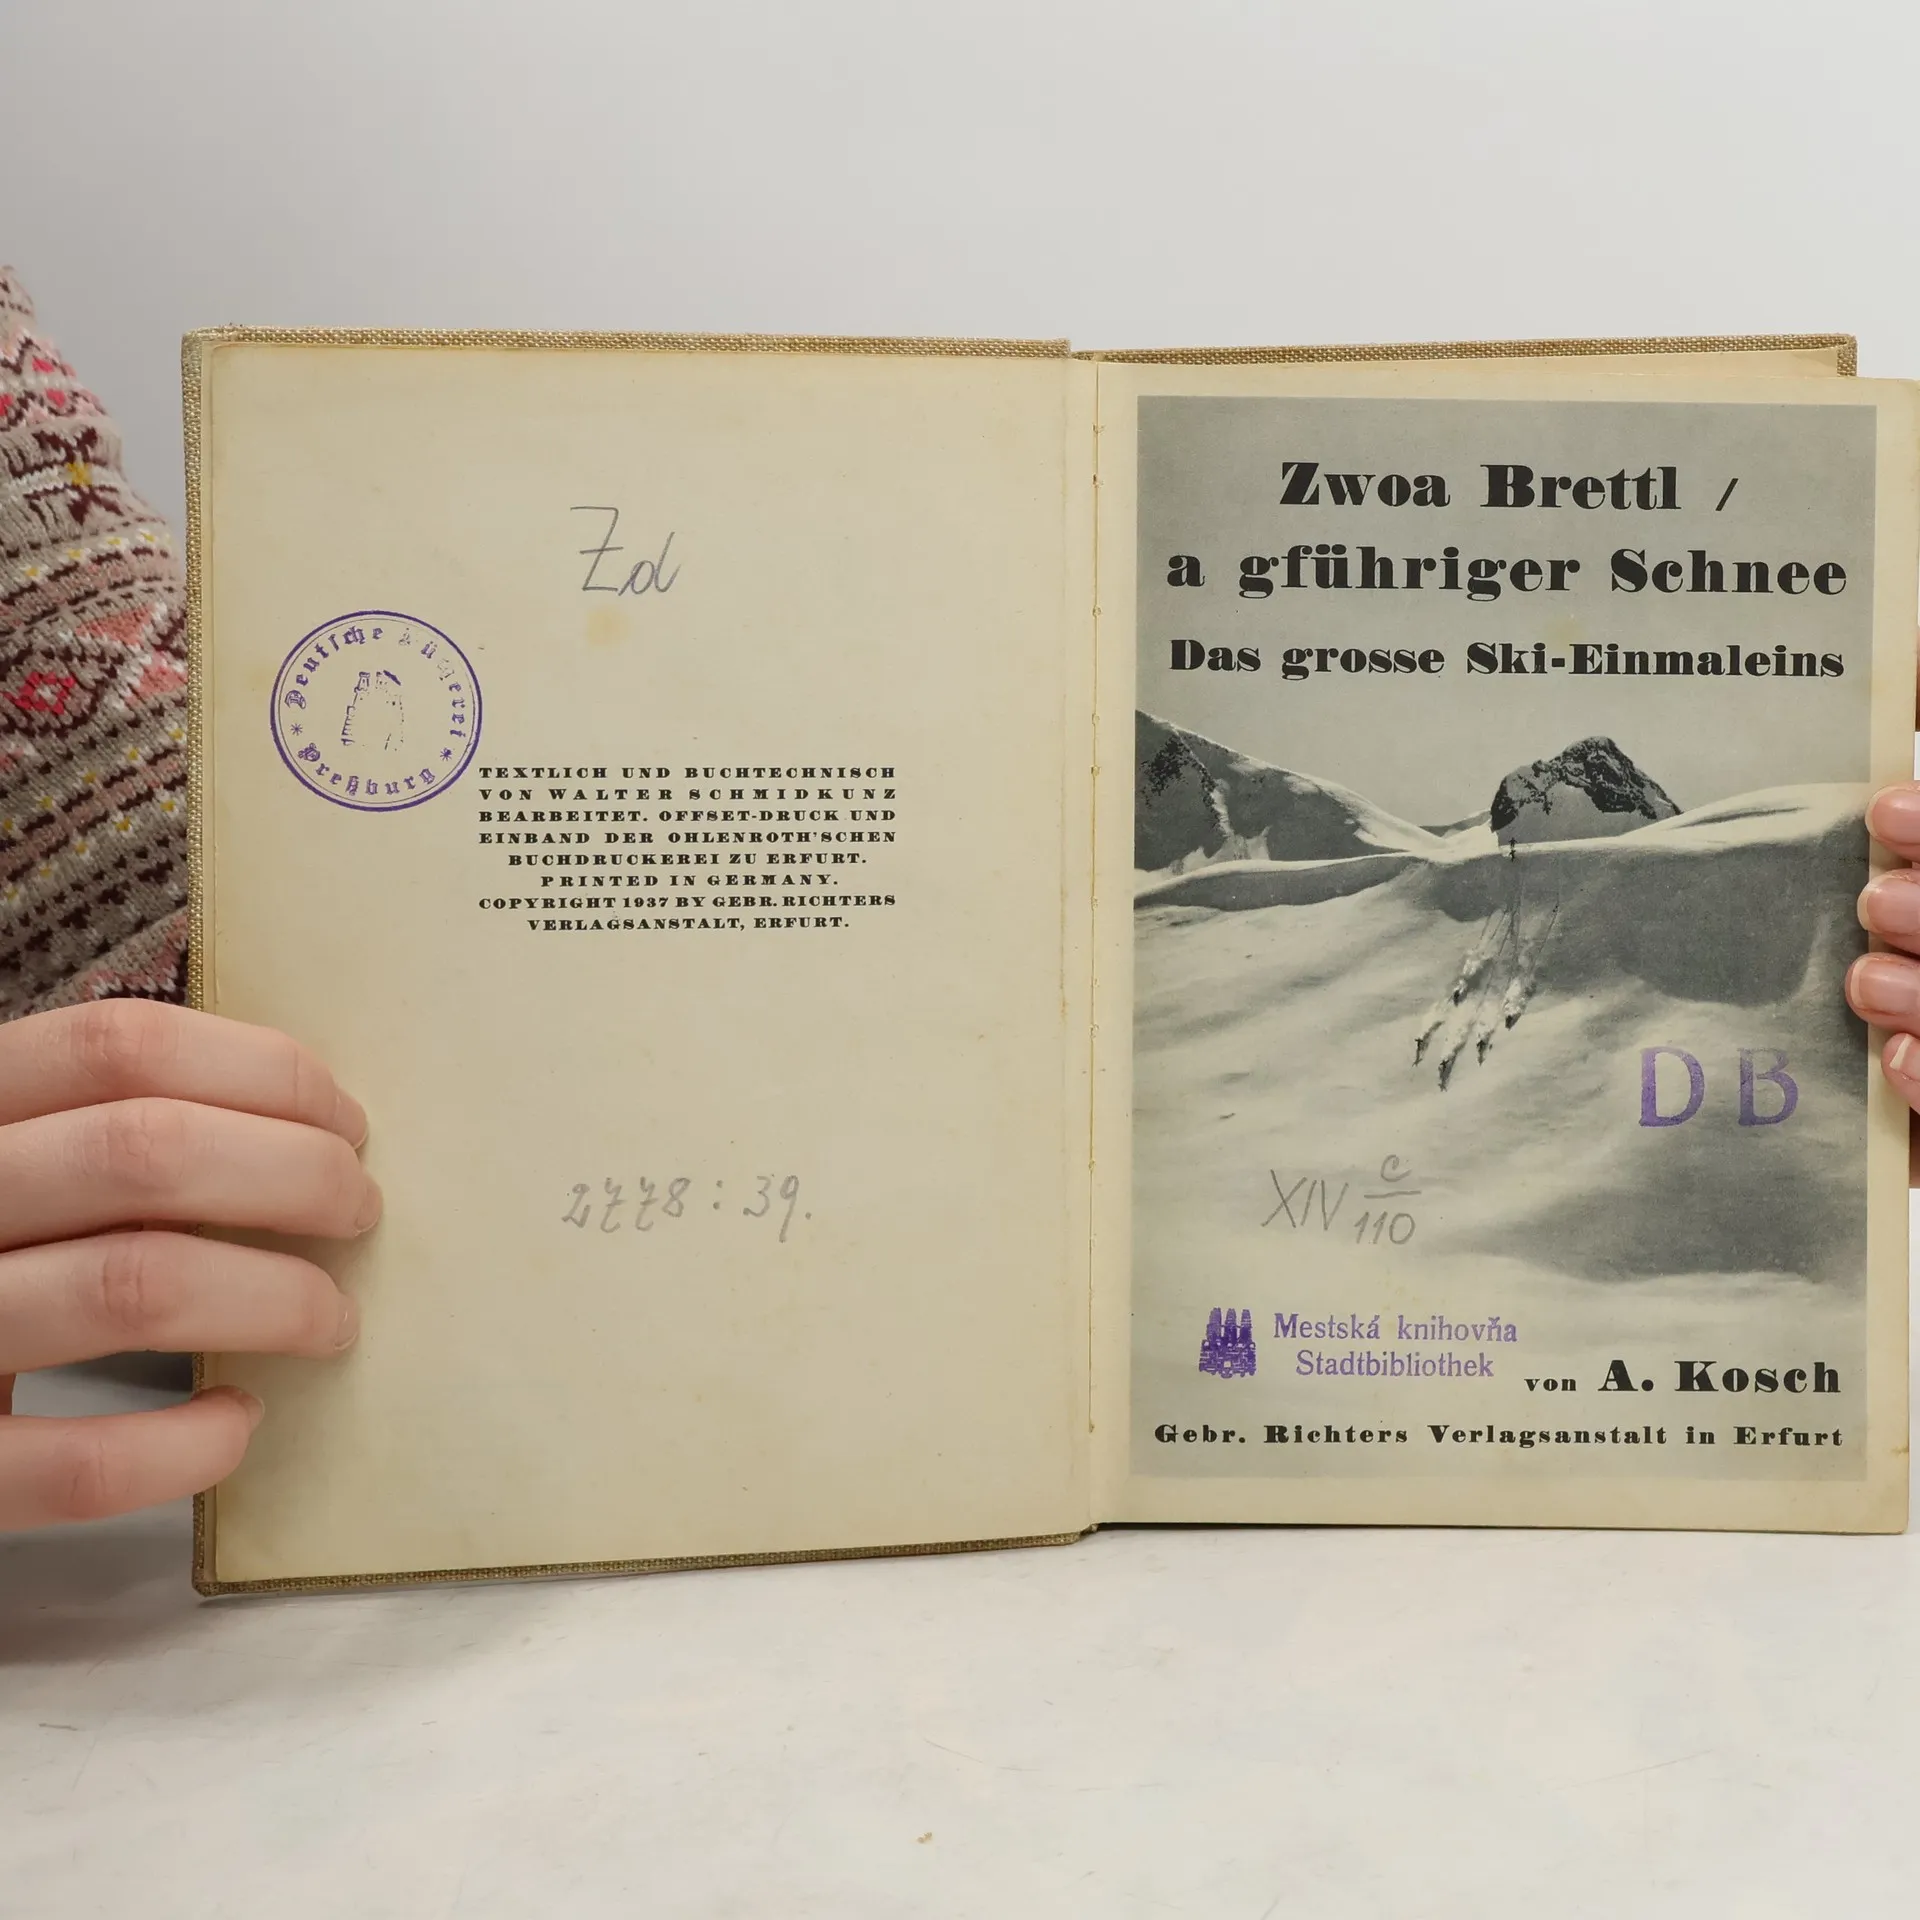 Zd
Deutsche Bücherei
* Preßburg *
TEXTLICH UND BUCHTECHNISCH
VON WALTER SCHMIDKUNZ
BEARBEITET. OFFSET-DRUCK UND
EINBAND DER OHLENROTH'SCHEN
BUCHDRUCKEREI ZU ERFURT.
PRINTED IN GERMANY.
COPYRIGHT 1937 BY GEBR. RICHTERS
VERLAGSANSTALT, ERFURT.
2778 : 39.
Zwoa Brettl /
a gführiger Schnee
Das grosse Ski-Einmaleins
D B
XIV c/110
Mestská knihovňa
Stadtbibliothek
von A. Kosch
Gebr. Richters Verlagsanstalt in Erfurt